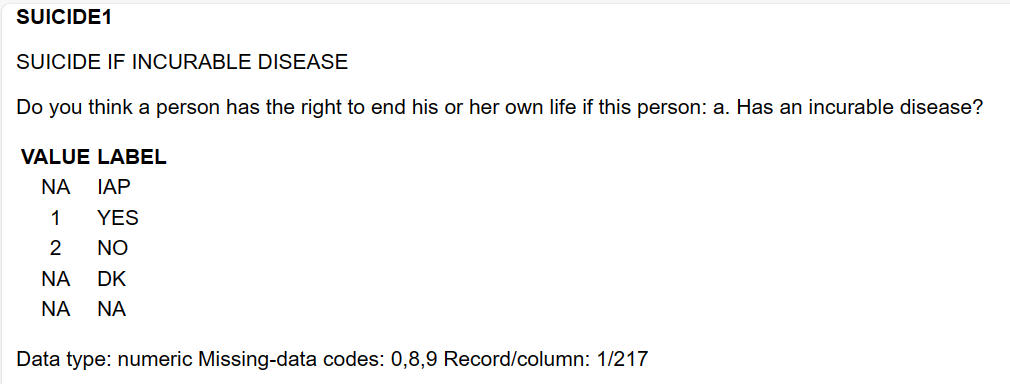 SUICIDE1
SUICIDE IF INCURABLE DISEASE
Do you think a person has the right to end his or her own life if this person: a. Has an incurable disease?
VALUE LABEL
NA IAP
1 YES
2 NO
NA DK
NA NA
Data type: numeric Missing-data codes: 0,8,9 Record/column: 1/217